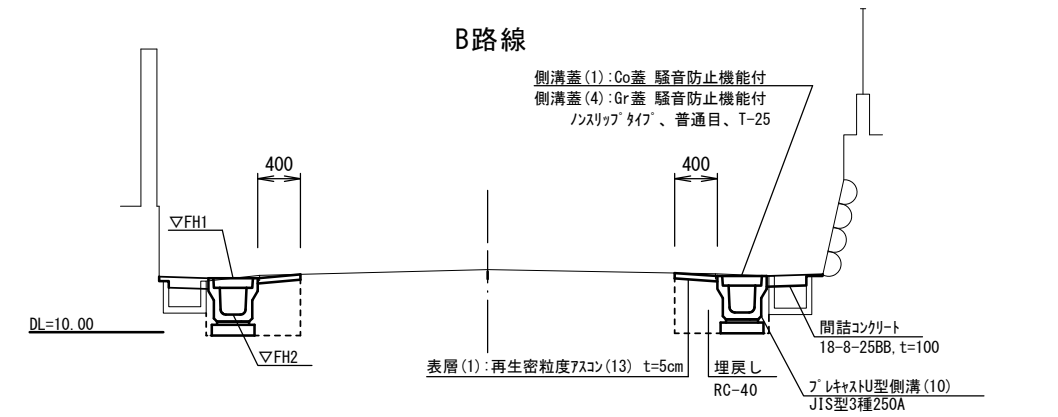 B路線
側溝蓋(1):Co蓋 騒音防止機能付
側溝蓋(4):Gr蓋 騒音防止機能付
ﾉﾝｽﾘｯﾌﾟﾀｲﾌﾟ、普通目、T-25
400
400
▽FH1
DL=10.00
▽FH2
表層(1):再生密粒度ｱｽｺﾝ(13) t=5cm
埋戻し
RC-40
間詰ｺﾝｸﾘｰﾄ
18-8-25BB,t=100
ﾌﾟﾚｷｬｽﾄU型側溝(10)
JIS型3種250A